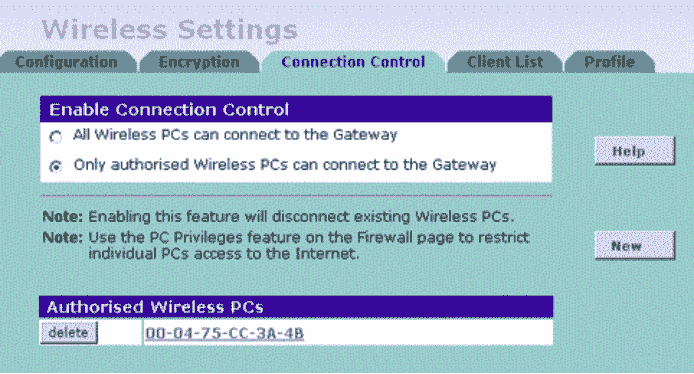 Wireless Settings
Configuration
Encryption
Connection Control
Client List
Profile
Enable Connection Control
All Wireless PCs can connect to the Gateway
Only authorised Wireless PCs can connect to the Gateway
Help
Note: Enabling this feature will disconnect existing Wireless PCs.
Note: Use the PC Privileges feature on the Firewall page to restrict
individual PCs access to the Internet.
New
Authorised Wireless PCs
delete 00-04-75-CC-3A-4B